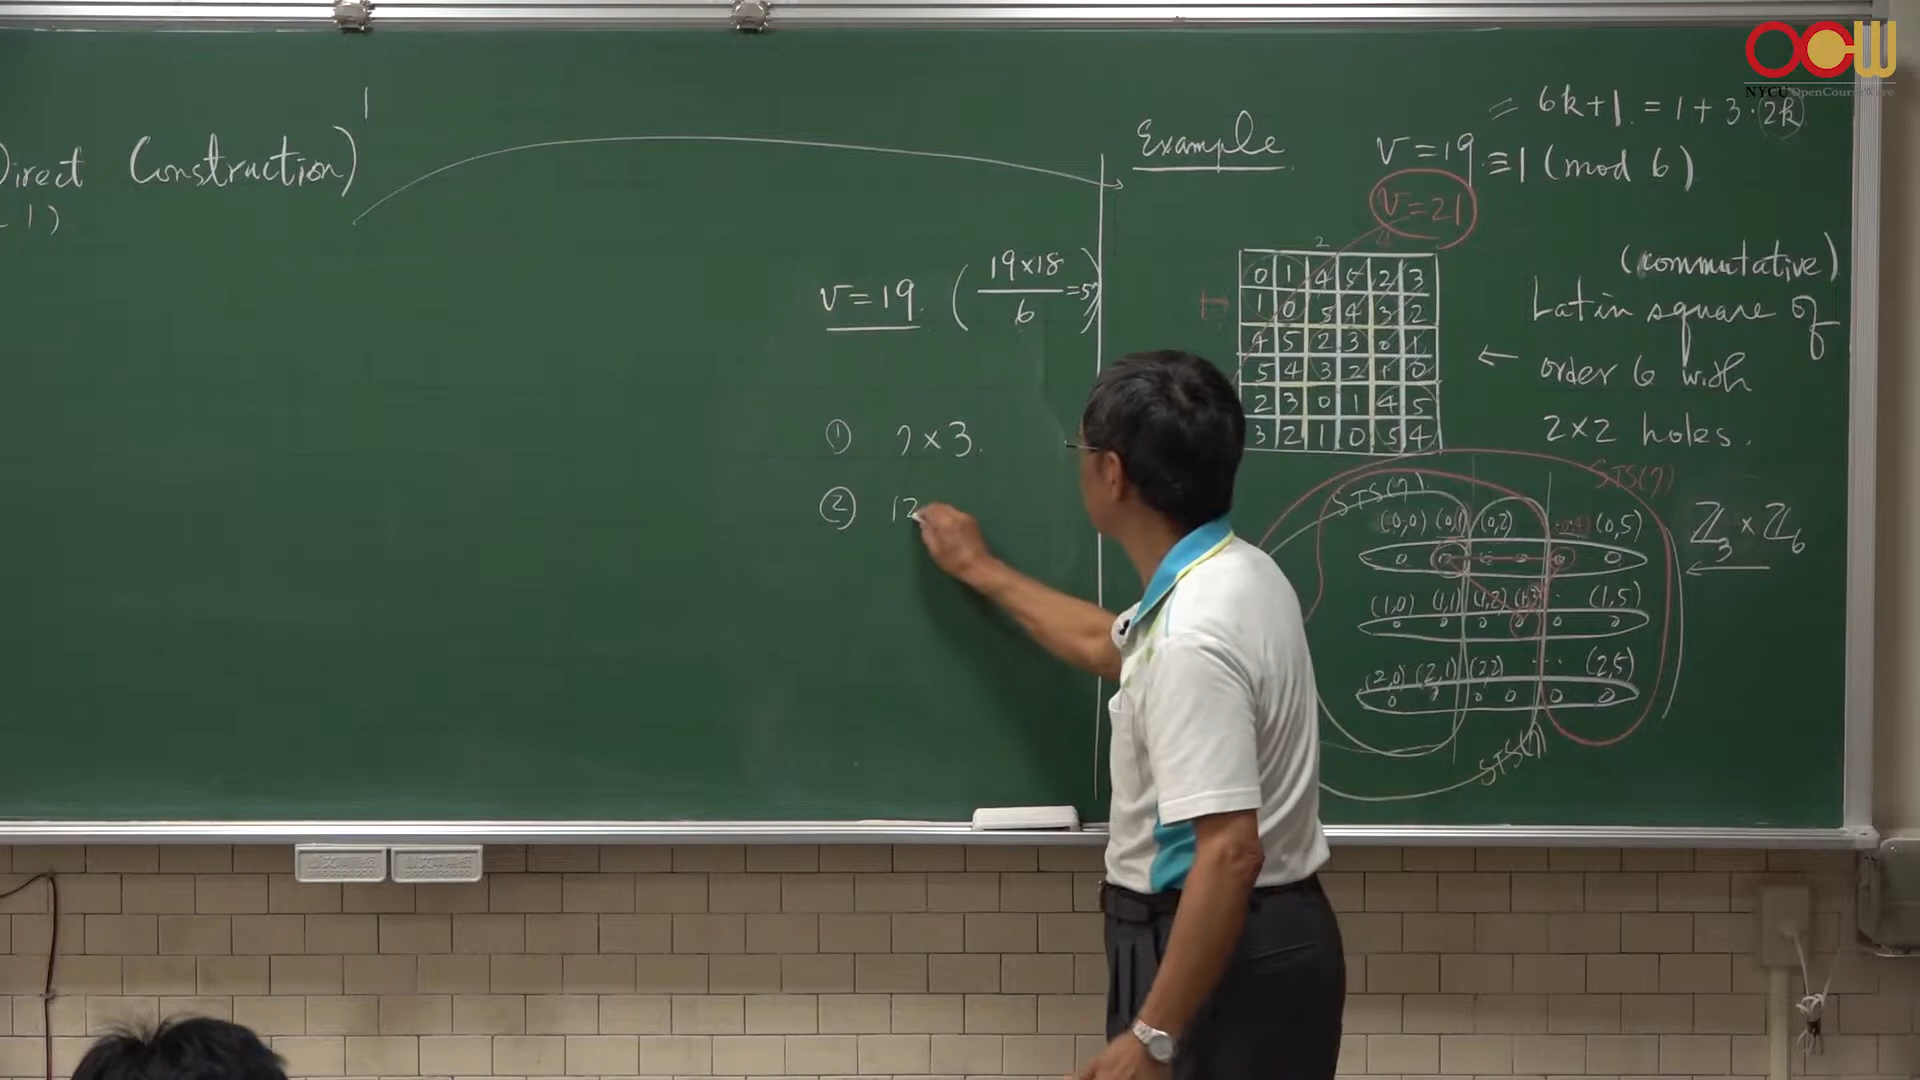 Direct Construction)
1)
v=19. (19×18/6=57)
① 7×3.
② 12
Example
v=19 ≡1 (mod 6)
= 6k+1 = 1+3·2k
v=21
0 1 4 5 2 3
1 0 5 4 3 2
4 5 2 3 0 1
5 4 3 2 1 0
2 3 0 1 4 5
3 2 1 0 5 4
(commutative)
Latin square of
← order 6 with
2×2 holes.
STS(7)
STS(7)
(0,0) (0,1) (0,2) (0,5)
(1,0) (1,1) (1,2) (1,3) · (1,5)
(2,0) (2,1) (2,2) ... (2,5)
STS(7)
ℤ₃×ℤ₆
OCW
NYCU OpenCourseWare